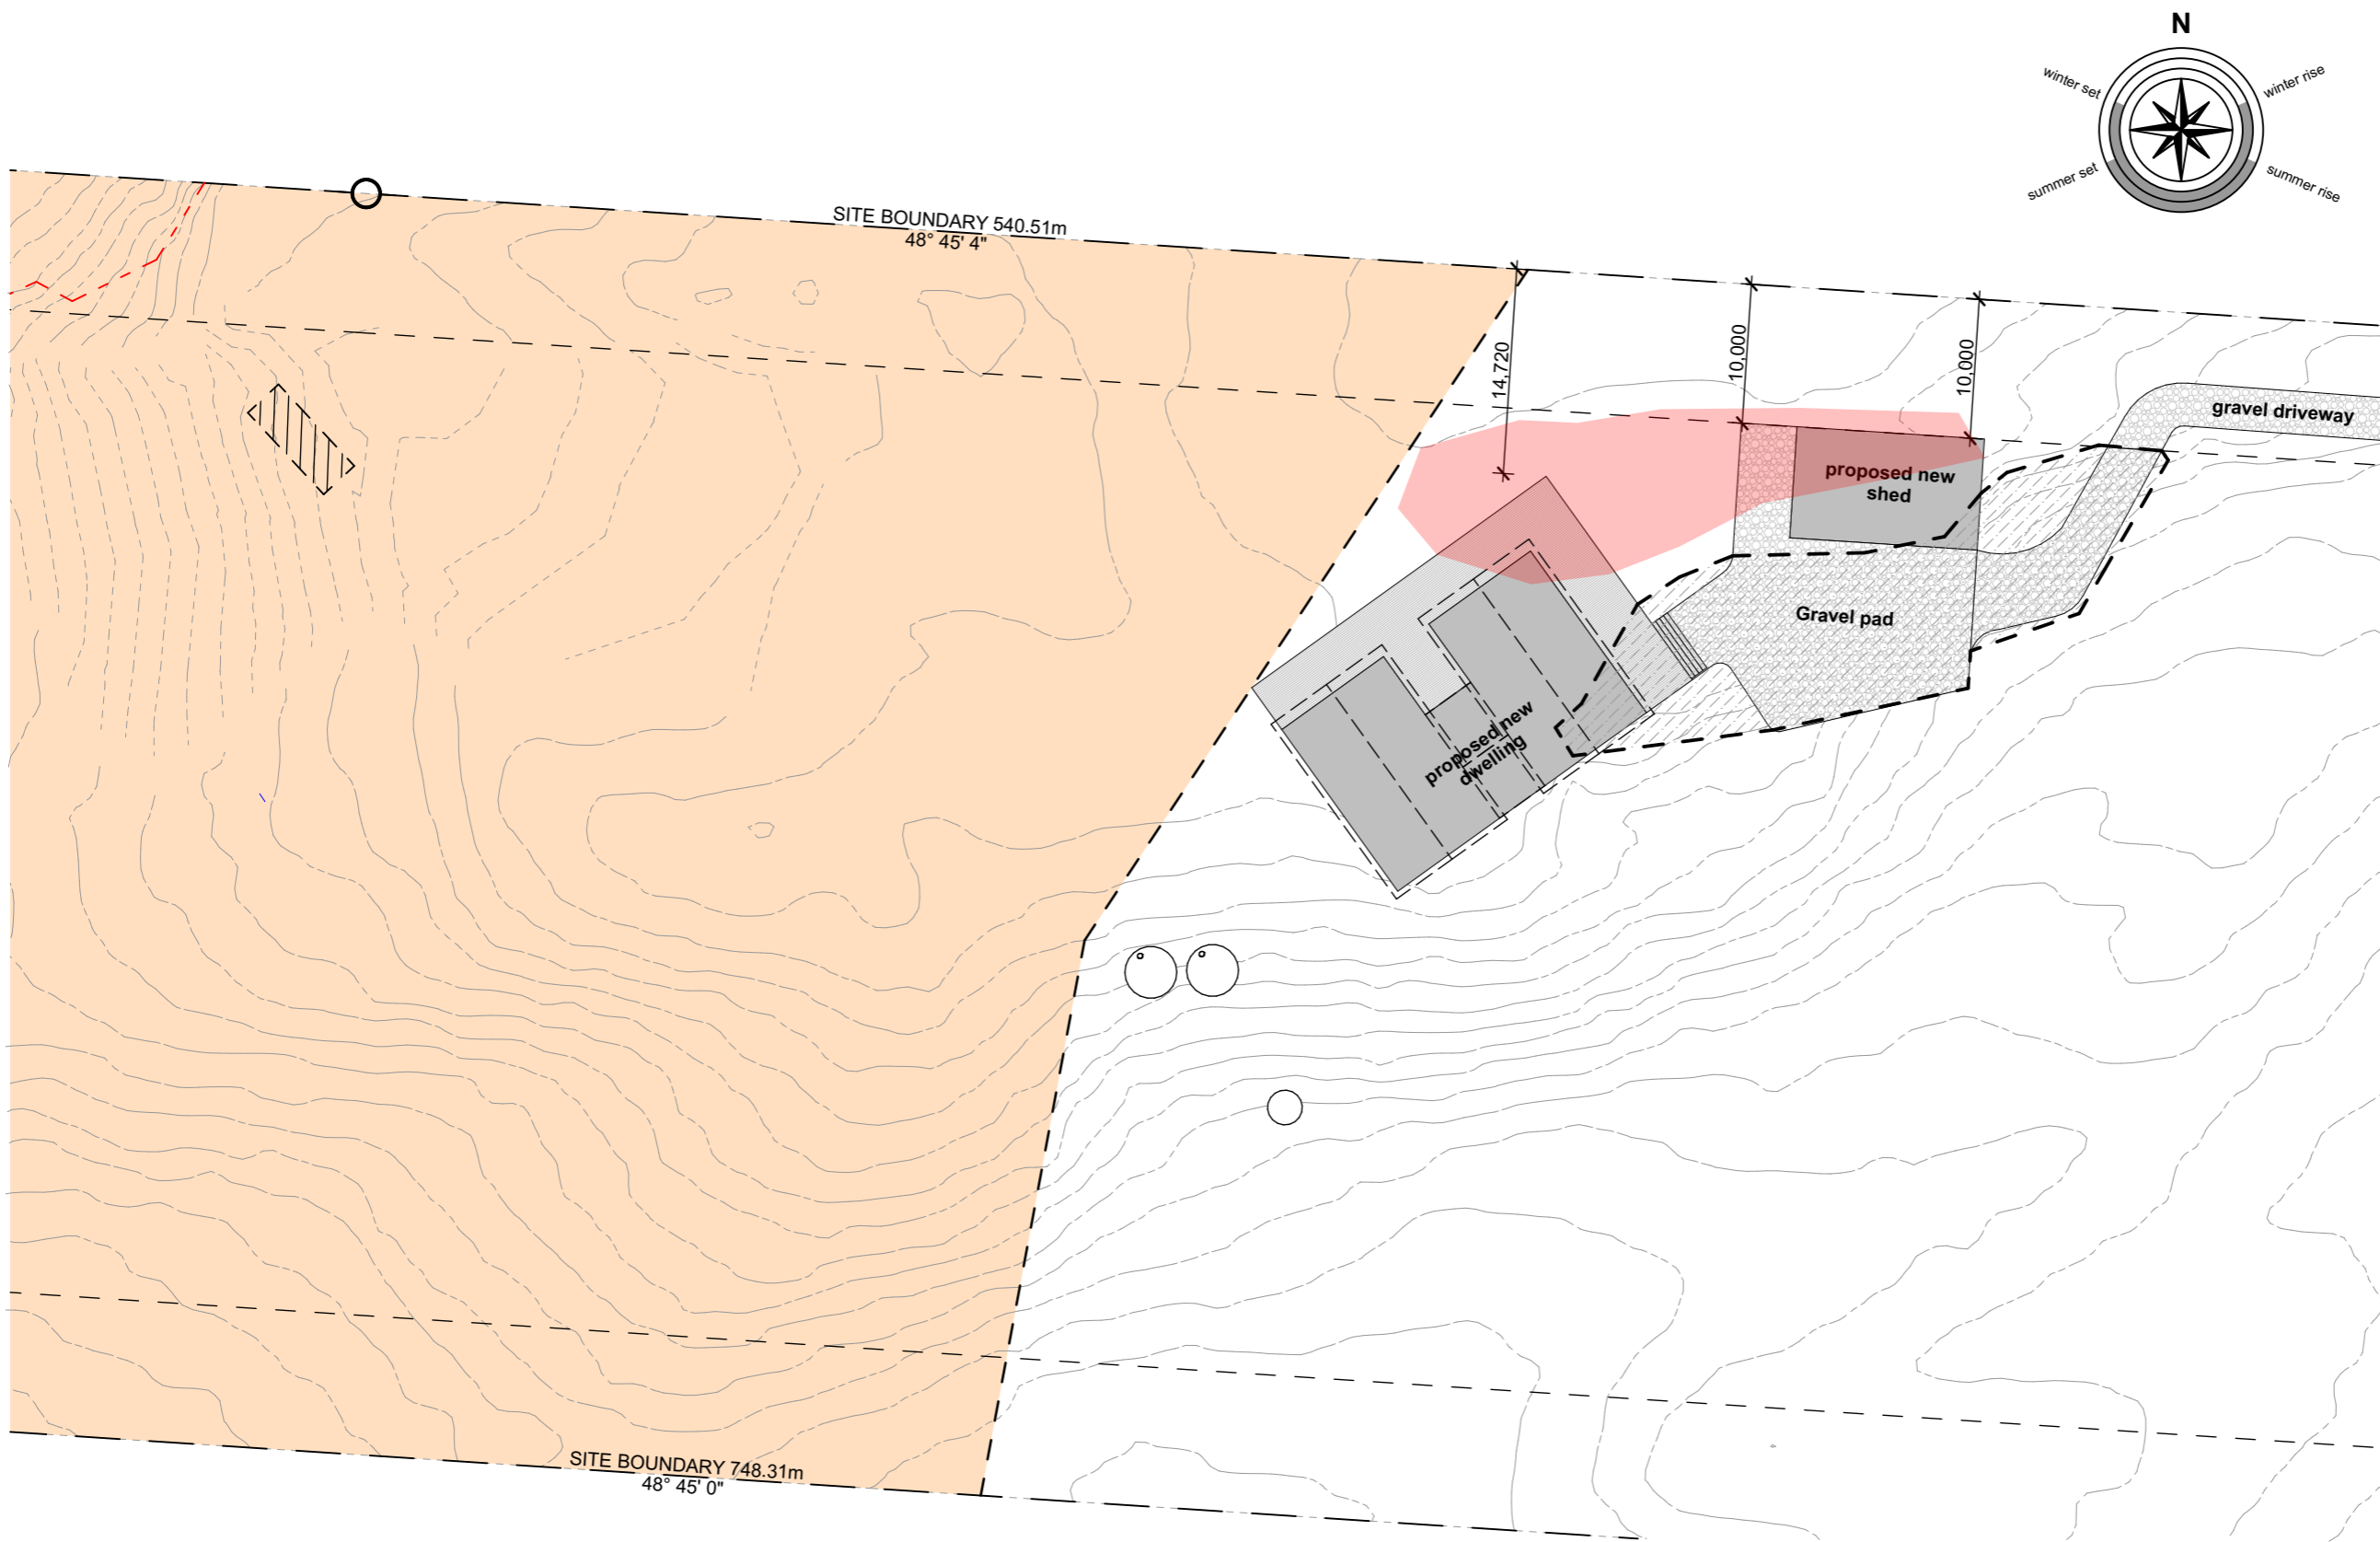 N
winter set
winter rise
summer set
summer rise
SITE BOUNDARY 540.51m
48° 45' 4"
14,720
10,000
10,000
gravel driveway
proposed new
shed
Gravel pad
proposed new
dwelling
SITE BOUNDARY 748.31m
48° 45' 0"